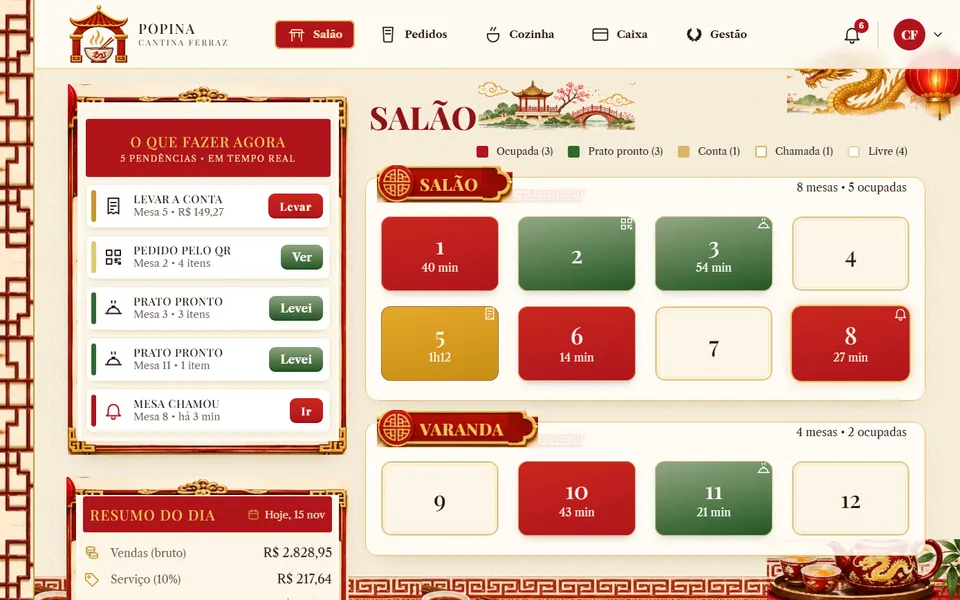 POPINA
CANTINA FERRAZ
Salão
Pedidos
Cozinha
Caixa
Gestão
6
CF
O QUE FAZER AGORA
5 PENDÊNCIAS • EM TEMPO REAL
LEVAR A CONTA
Mesa 5 • R$ 149,27
Levar
PEDIDO PELO QR
Mesa 2 • 4 itens
Ver
PRATO PRONTO
Mesa 3 • 3 itens
Levei
PRATO PRONTO
Mesa 11 • 1 item
Levei
MESA CHAMOU
Mesa 8 • há 3 min
Ir
RESUMO DO DIA
Hoje, 15 nov
Vendas (bruto) R$ 2.828,95
Serviço (10%) R$ 217,64
SALÃO
Ocupada (3)
Prato pronto (3)
Conta (1)
Chamada (1)
Livre (4)
SALÃO
8 mesas • 5 ocupadas
1
40 min
2
3
54 min
4
5
1h12
6
14 min
7
8
27 min
VARANDA
4 mesas • 2 ocupadas
9
10
43 min
11
21 min
12